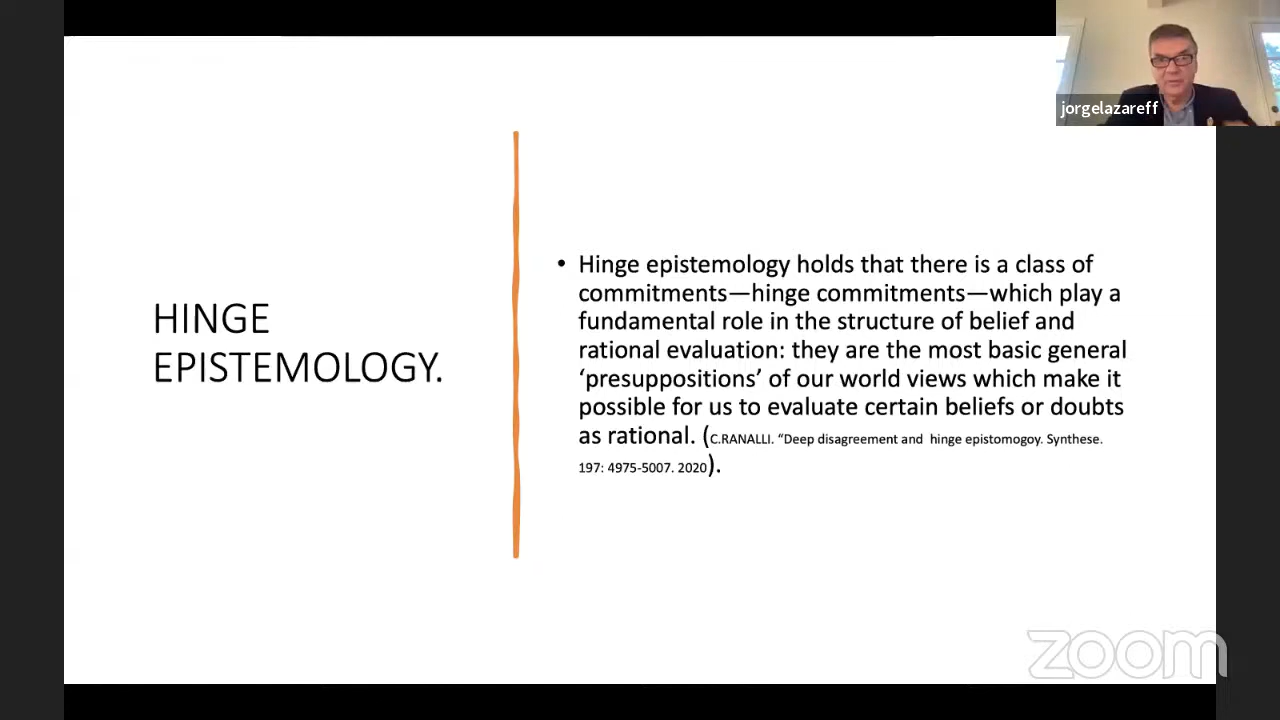 jorgelazareff
HINGE
EPISTEMOLOGY.
• Hinge epistemology holds that there is a class of
commitments—hinge commitments—which play a
fundamental role in the structure of belief and
rational evaluation: they are the most basic general
‘presuppositions’ of our world views which make it
possible for us to evaluate certain beliefs or doubts
as rational. (C.RANALLI. “Deep disagreement and hinge epistomogoy. Synthese.
197: 4975-5007. 2020).
zoom